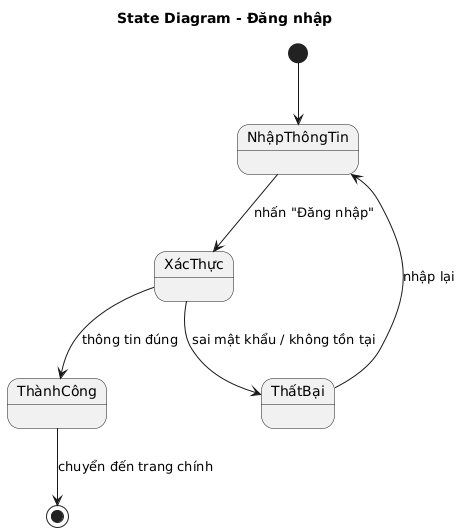 State Diagram - Đăng nhập
NhậpThôngTin
nhấn "Đăng nhập"
XácThực
nhập lại
thông tin đúng
sai mật khẩu / không tồn tại
ThànhCông
ThấtBại
chuyển đến trang chính